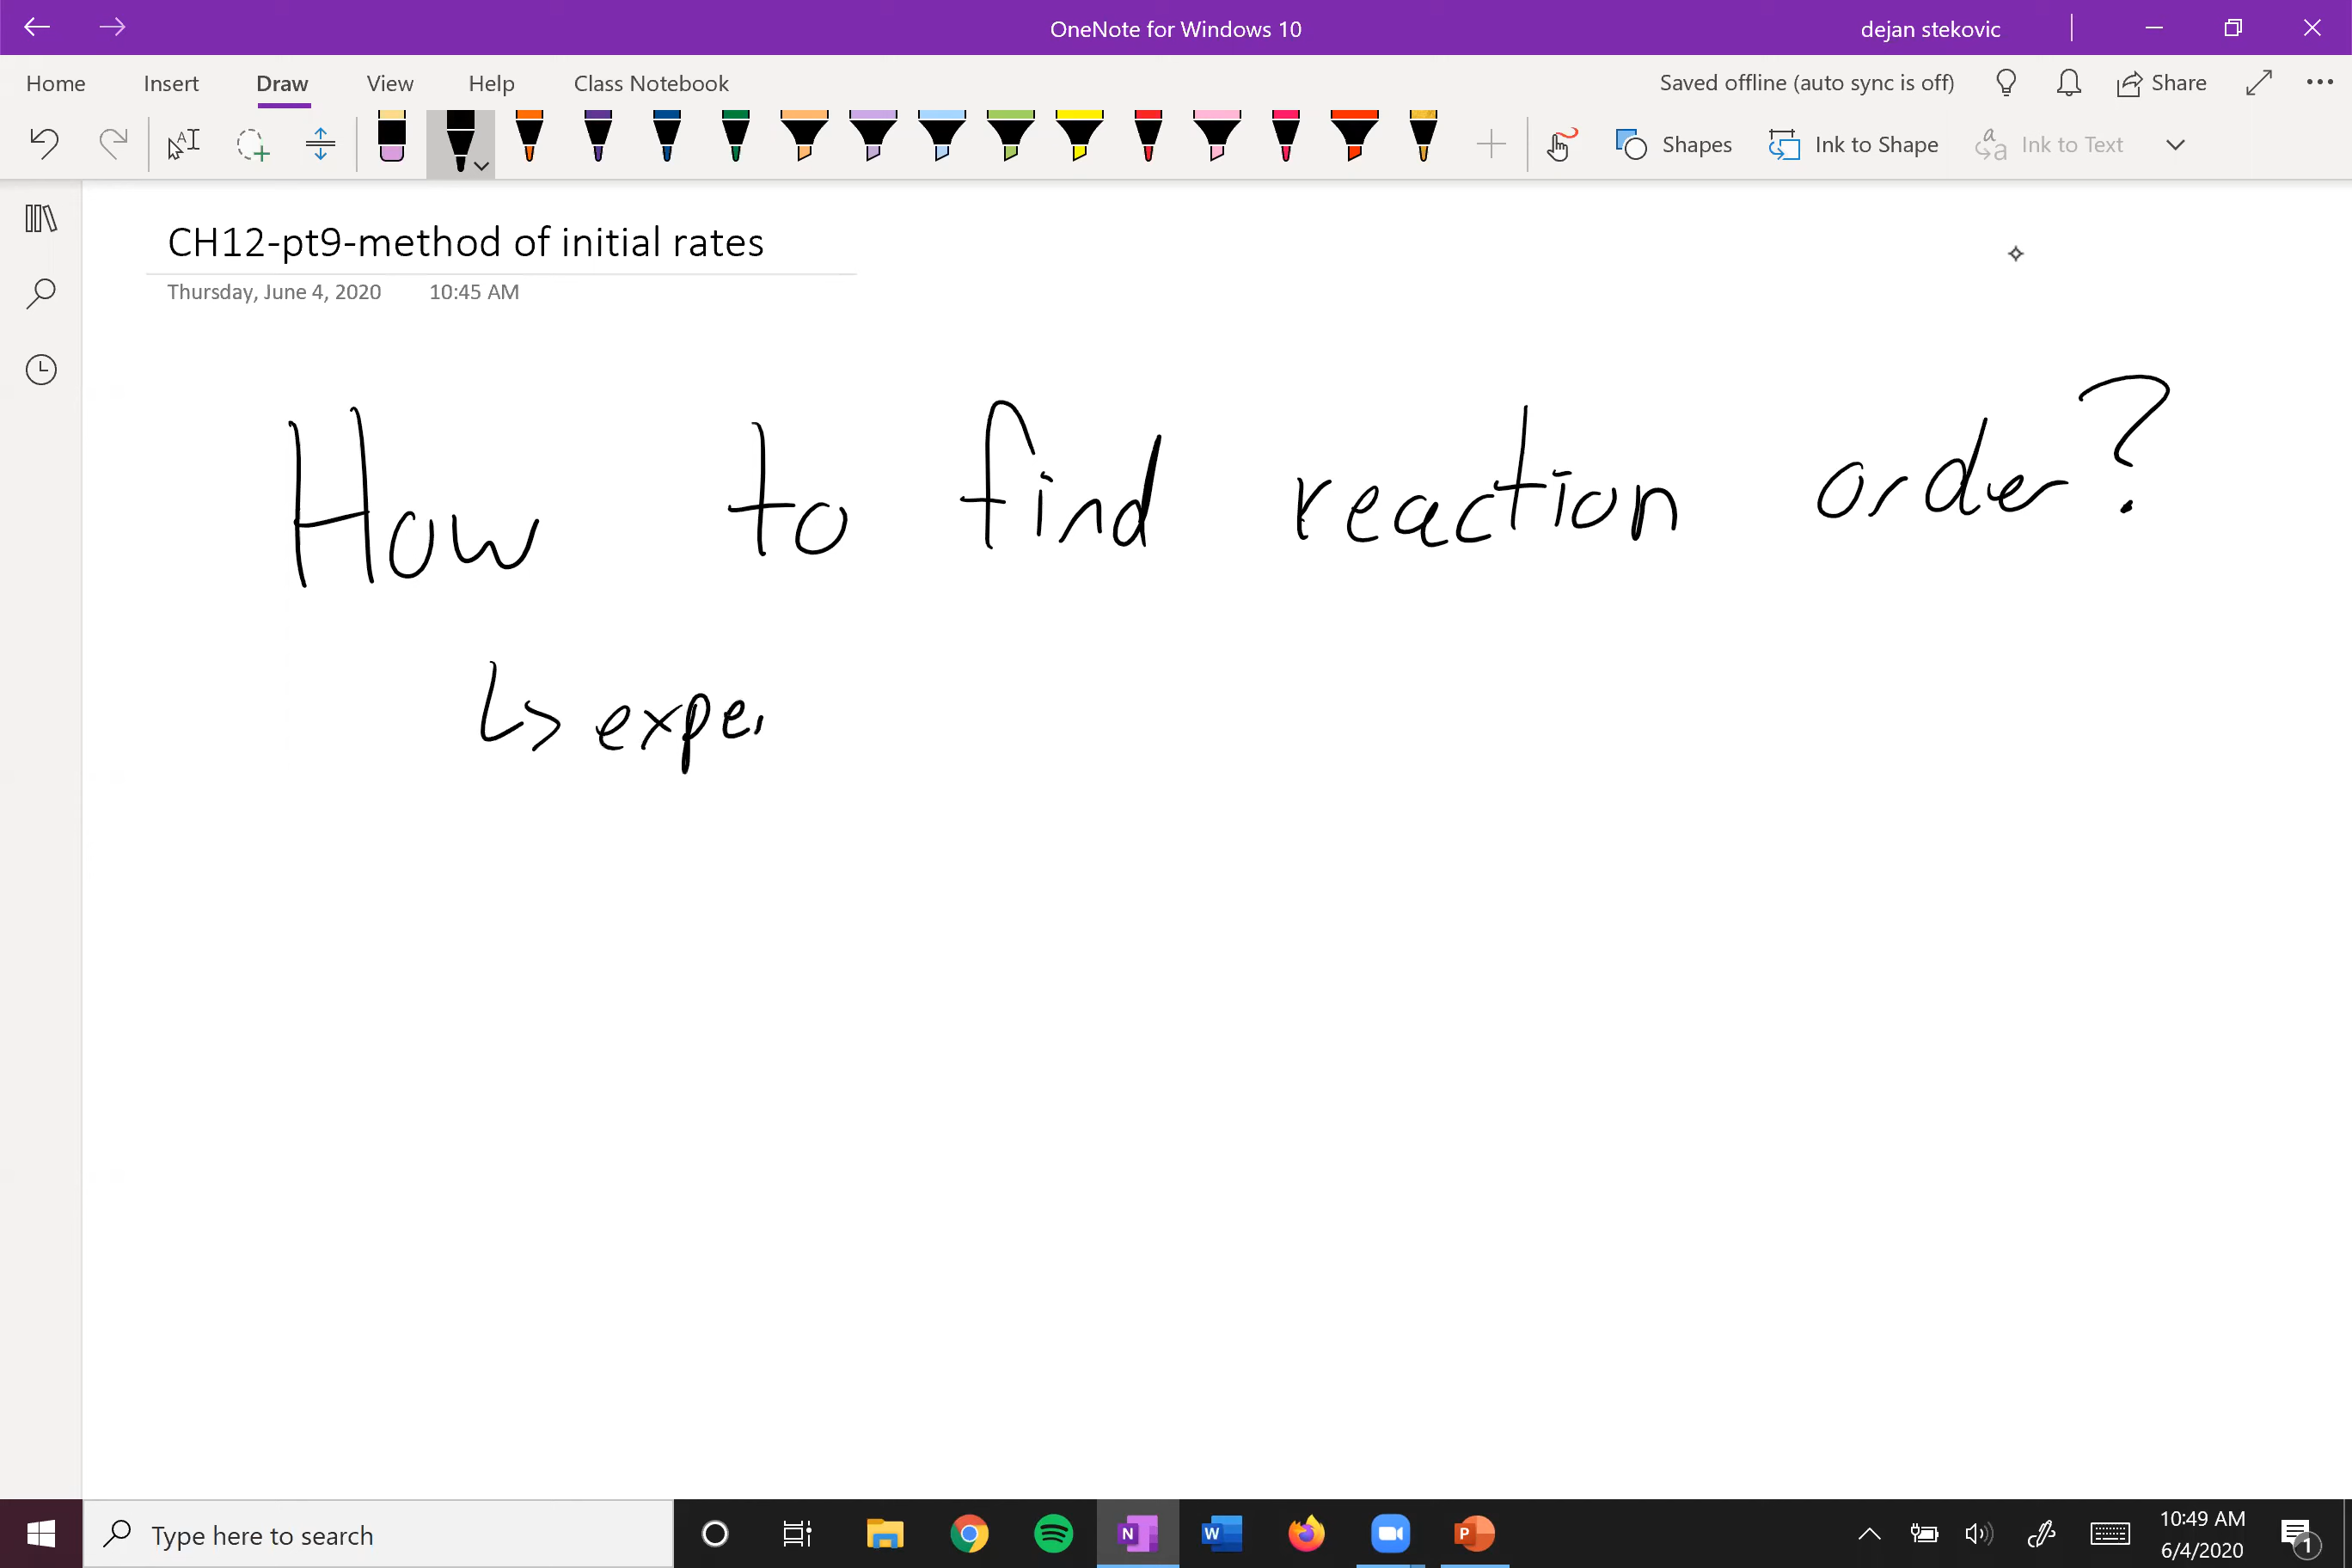 OneNote for Windows 10
dejan stekovic
Home Insert Draw View Help Class Notebook
Saved offline (auto sync is off) Share
Shapes Ink to Shape Ink to Text
CH12-pt9-method of initial rates
Thursday, June 4, 2020 10:45 AM
How to find reaction order?
↳ expe
Type here to search
10:49 AM
6/4/2020
1